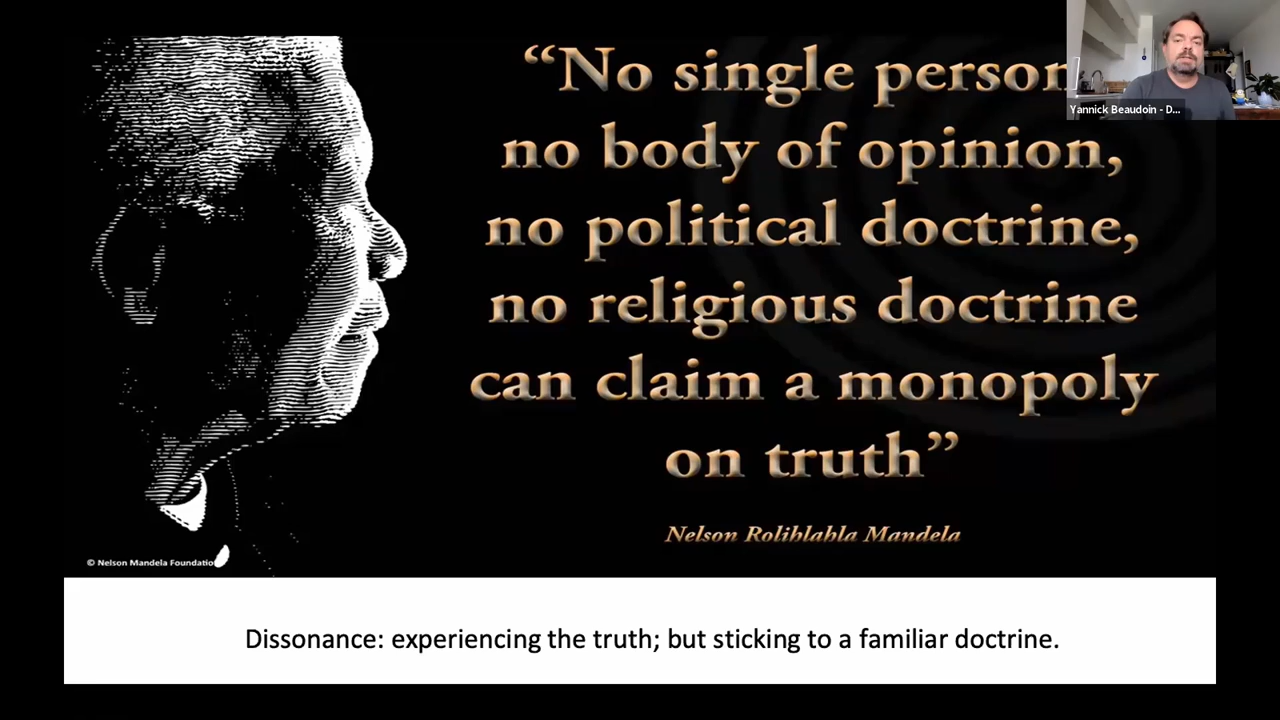 “No single person
no body of opinion,
no political doctrine,
no religious doctrine
can claim a monopoly
on truth”
Nelson Rolihlahla Mandela
© Nelson Mandela Foundation
Dissonance: experiencing the truth; but sticking to a familiar doctrine.
Yannick Beaudoin - D...